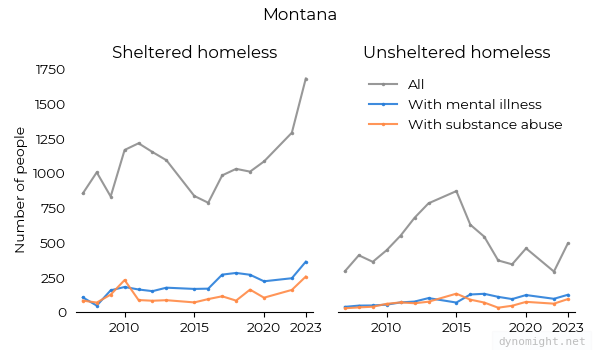 Montana
Sheltered homeless
Unsheltered homeless
Number of people
1750
1500
1250
1000
750
500
250
0
2010
2015
2020
2023
All
With mental illness
With substance abuse
2010
2015
2020
2023
dynomight.net